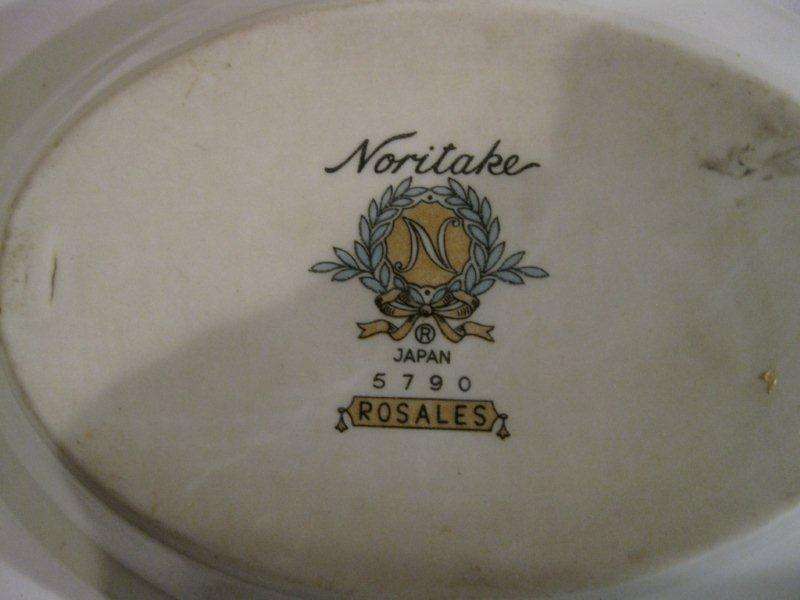 Noritake
N
®
JAPAN
5790
ROSALES